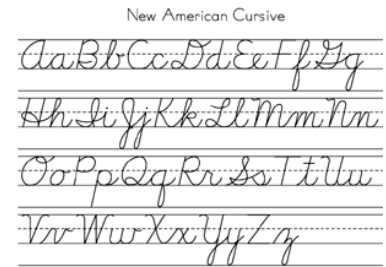 New American Cursive
AaBbCcDdEeFfGg
HhIiJjKkLlMmNn
OoPpQqRrSsTtUu
VvWwXxYyZz